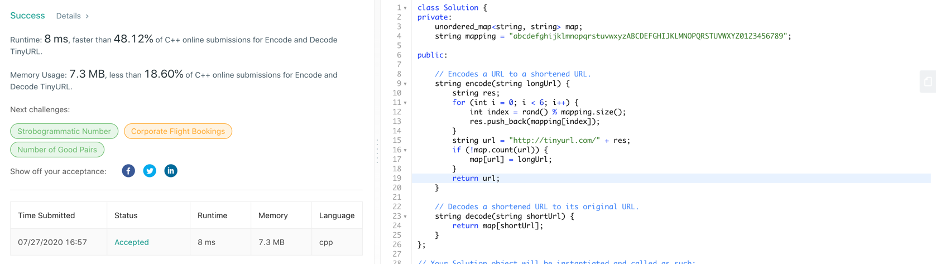 Success Details >
Runtime: 8 ms, faster than 48.12% of C++ online submissions for Encode and Decode
TinyURL.
Memory Usage: 7.3 MB, less than 18.60% of C++ online submissions for Encode and
Decode TinyURL.
Next challenges:
Strobogrammatic Number Corporate Flight Bookings
Number of Good Pairs
Show off your acceptance:
Time Submitted Status Runtime Memory Language
07/27/2020 16:57 Accepted 8 ms 7.3 MB cpp
1 class Solution {
2 private:
3 unordered_map<string, string> map;
4 string mapping = "abcdefghijklmnopqrstuvwxyzABCDEFGHIJKLMNOPQRSTUVWXYZ0123456789";
5
6 public:
7
8 // Encodes a URL to a shortened URL.
9 string encode(string longUrl) {
10 string res;
11 for (int i = 0; i < 6; i++) {
12 int index = rand() % mapping.size();
13 res.push_back(mapping[index]);
14 }
15 string url = "http://tinyurl.com/" + res;
16 if (!map.count(url)) {
17 map[url] = longUrl;
18 }
19 return url;
20 }
21
22 // Decodes a shortened URL to its original URL.
23 string decode(string shortUrl) {
24 return map[shortUrl];
25 }
26 };
27
28 // Your Solution object will be instantiated and called as such: